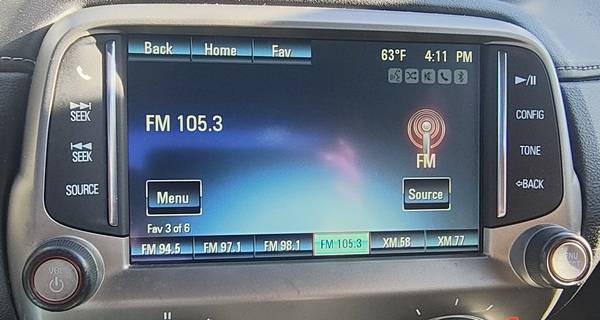 Back Home Fav
63°F 4:11 PM
SEEK
SEEK
SOURCE
FM 105.3
FM
Menu
Source
Fav 3 of 6
FM 94.5 FM 97.1 FM 98.1 FM 105.3 XM 58 XM 77
CONFIG
TONE
BACK
VOL